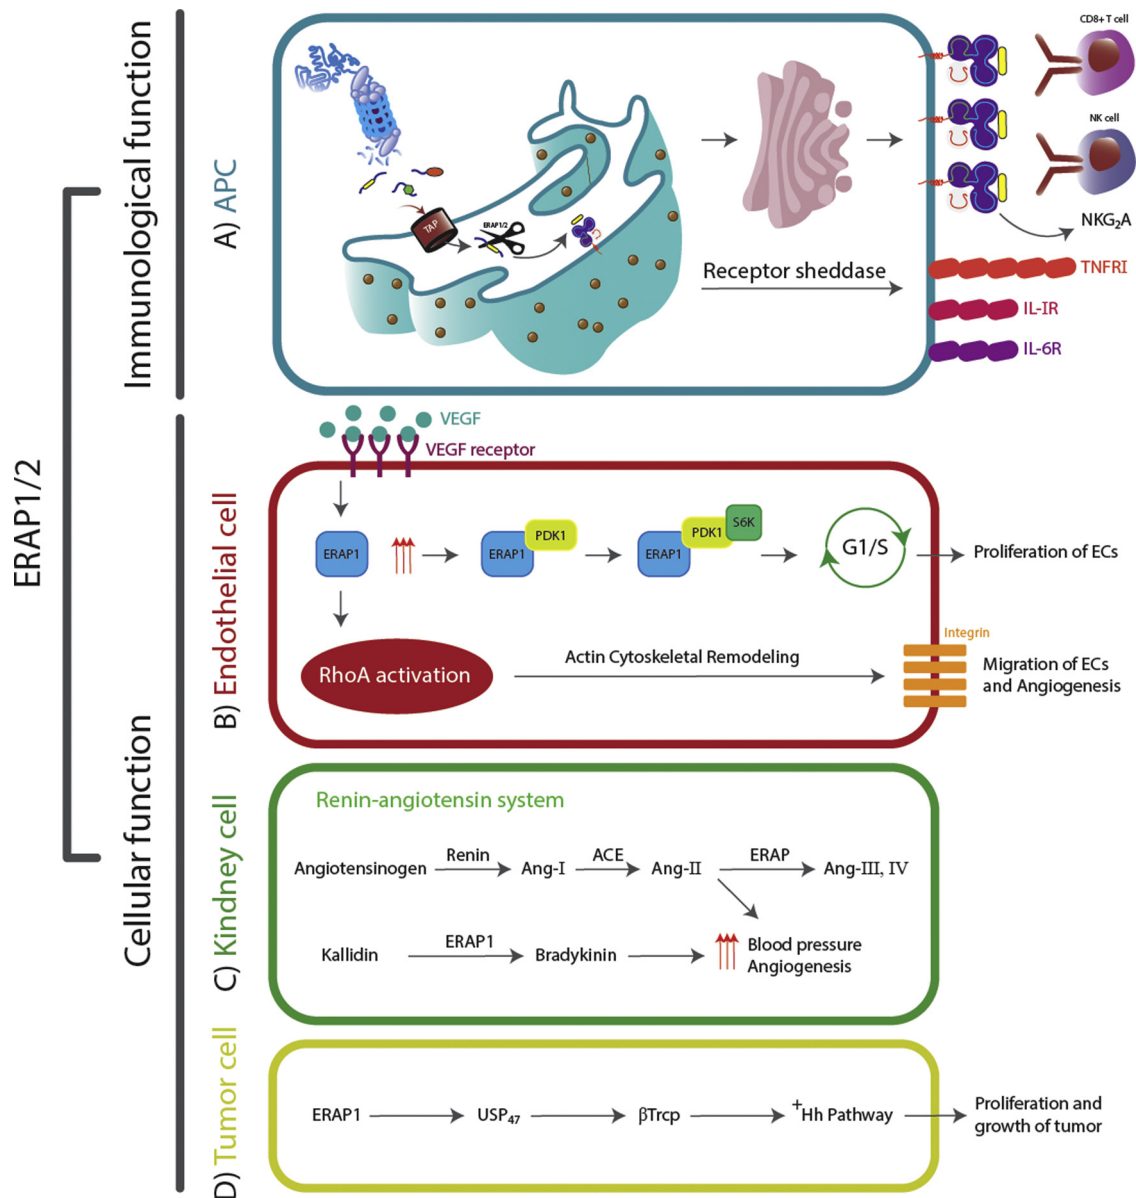 ERAP1/2
Immunological function
Cellular function
A) APC
TAP
ERAP1/2
Receptor sheddase
CD8+ T cell
NK cell
NKG₂A
TNFRI
IL-IR
IL-6R
B) Endothelial cell
VEGF
VEGF receptor
ERAP1
ERAP1
PDK1
ERAP1
PDK1
S6K
G1/S
Proliferation of ECs
RhoA activation
Actin Cytoskeletal Remodeling
Integrin
Migration of ECs
and Angiogenesis
C) Kindney cell
Renin-angiotensin system
Angiotensinogen
Renin
Ang-I
ACE
Ang-II
ERAP
Ang-III, IV
Kallidin
ERAP1
Bradykinin
Blood pressure
Angiogenesis
D) Tumor cell
ERAP1
USP₄₇
βTrcp
⁺Hh Pathway
Proliferation and
growth of tumor